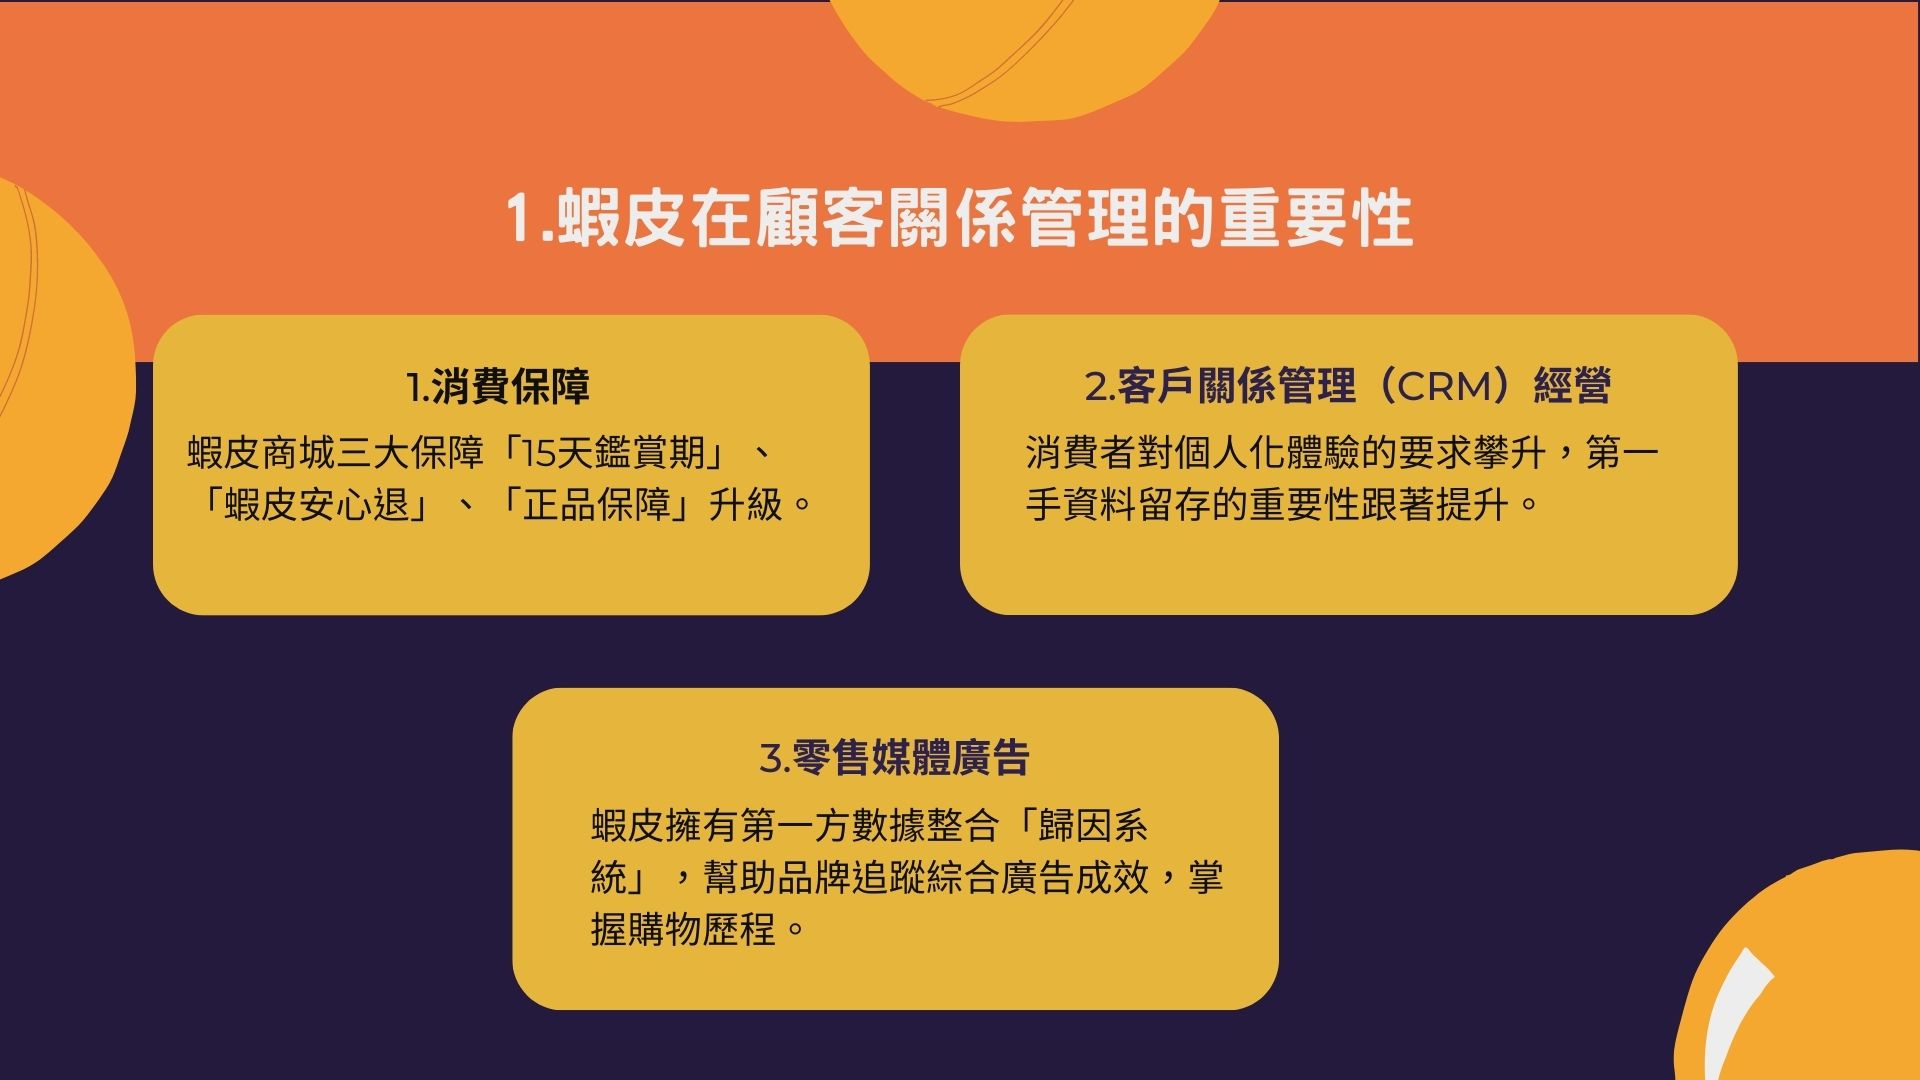 1.蝦皮在顧客關係管理的重要性
1.消費保障
蝦皮商城三大保障「15天鑑賞期」、
「蝦皮安心退」、「正品保障」升級。
2.客戶關係管理（CRM）經營
消費者對個人化體驗的要求攀升，第一
手資料留存的重要性跟著提升。
3.零售媒體廣告
蝦皮擁有第一方數據整合「歸因系
統」，幫助品牌追蹤綜合廣告成效，掌
握購物歷程。